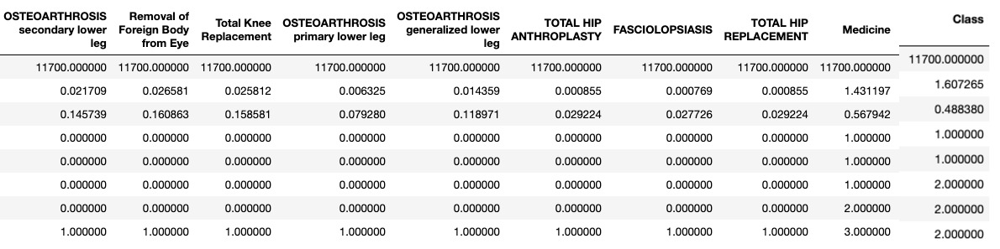 OSTEOARTHROSIS secondary lower leg Removal of Foreign Body from Eye Total Knee Replacement OSTEOARTHROSIS primary lower leg OSTEOARTHROSIS generalized lower leg TOTAL HIP ANTHROPLASTY FASCIOLOPSIASIS TOTAL HIP REPLACEMENT Medicine Class
11700.000000 11700.000000 11700.000000 11700.000000 11700.000000 11700.000000 11700.000000 11700.000000 11700.000000 11700.000000
0.021709 0.026581 0.025812 0.006325 0.014359 0.000855 0.000769 0.000855 1.431197 1.607265
0.145739 0.160863 0.158581 0.079280 0.118971 0.029224 0.027726 0.029224 0.567942 0.488380
0.000000 0.000000 0.000000 0.000000 0.000000 0.000000 0.000000 0.000000 1.000000 1.000000
0.000000 0.000000 0.000000 0.000000 0.000000 0.000000 0.000000 0.000000 1.000000 1.000000
0.000000 0.000000 0.000000 0.000000 0.000000 0.000000 0.000000 0.000000 1.000000 2.000000
0.000000 0.000000 0.000000 0.000000 0.000000 0.000000 0.000000 0.000000 2.000000 2.000000
1.000000 1.000000 1.000000 1.000000 1.000000 1.000000 1.000000 1.000000 3.000000 2.000000